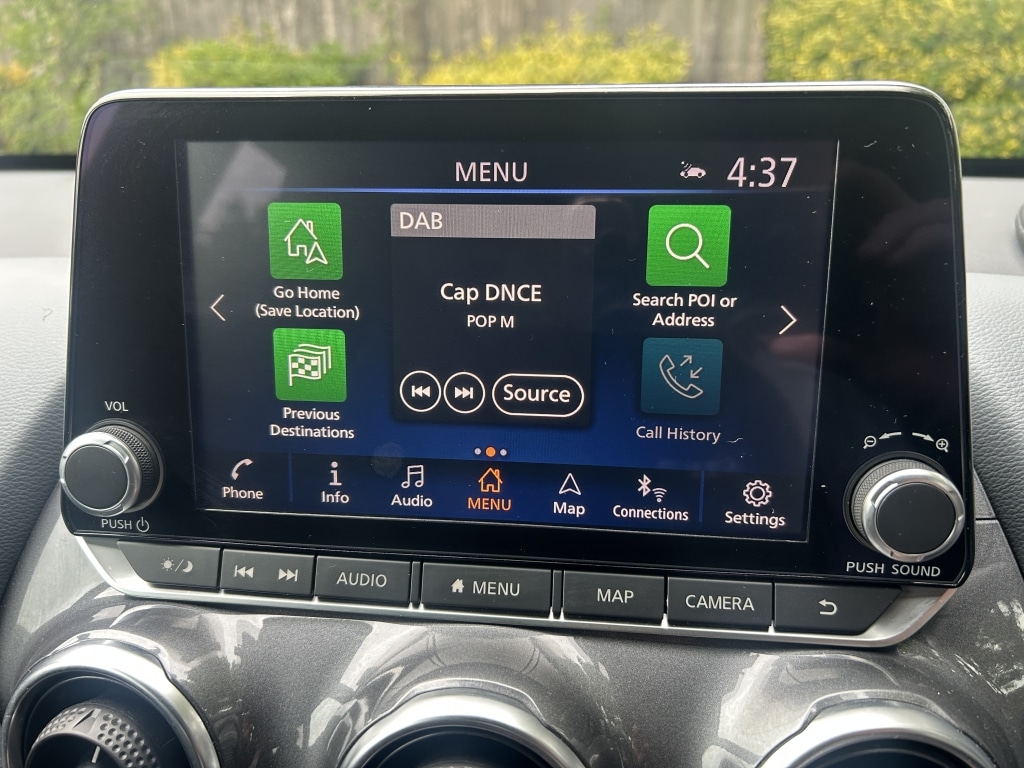 MENU
4:37
Go Home
(Save Location)
DAB
Cap DNCE
POP M
Source
Search POI or
Address
Previous
Destinations
Call History
Phone
Info
Audio
MENU
Map
Connections
Settings
VOL
PUSH
PUSH SOUND
AUDIO
MENU
MAP
CAMERA